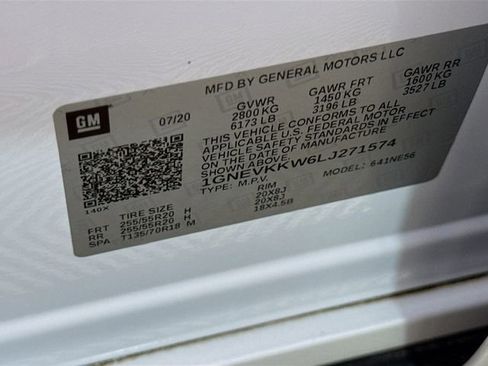 MFD BY GENERAL MOTORS LLC
GM
07/20
GVWR GAWR FRT GAWR RR
2800KG 1450 KG 1600 KG
6173 LB 3196 LB 3527 LB
THIS VEHICLE CONFORMS TO ALL
APPLICABLE U.S. FEDERAL MOTOR
VEHICLE SAFETY STANDARDS IN EFFECT
ON THE DATE OF MANUFACTURE
SHOWN ABOVE.
1GNEVKKW6LJ271574
TYPE: M.P.V. MODEL: 641NE56
140X
TIRE SIZE RIM
FRT 255/55R20 H 20X8J
RR 255/55R20 H 20X8J
SPA T135/70R18 M 18X4.5B